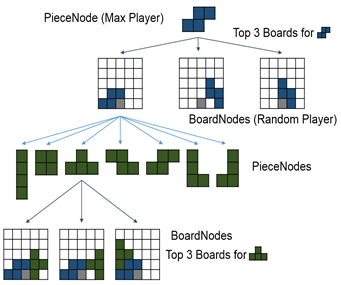 PieceNode (Max Player)
Top 3 Boards for
BoardNodes (Random Player)
PieceNodes
BoardNodes
Top 3 Boards for